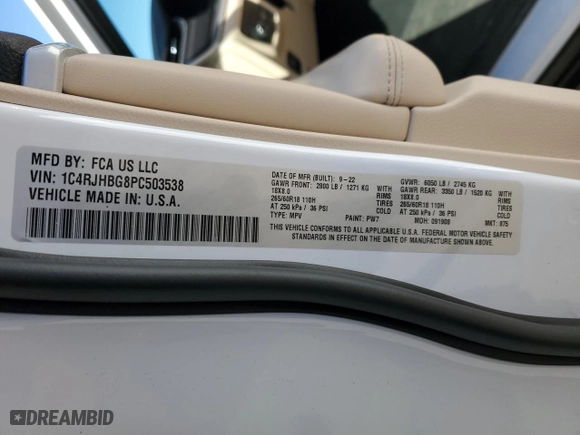 MFD BY: FCA US LLC
VIN: 1C4RJHBG8PC503538
VEHICLE MADE IN: U.S.A.
DATE OF MFR (BUILT): 9-22
GVWR: 6050 LB / 2745 KG
GAWR FRONT: 2800 LB / 1271 KG WITH
GAWR REAR: 3350 LB / 1520 KG WITH
18X8.0 RIMS
18X8.0 RIMS
265/60R18 110H TIRES
265/60R18 110H TIRES
AT 250 kPa / 36 PSI COLD
AT 250 kPa / 36 PSI COLD
TYPE: MPV PAINT: PW7 MDH: 091908 MKT: 875
THIS VEHICLE CONFORMS TO ALL APPLICABLE U.S.A. FEDERAL MOTOR VEHICLE SAFETY
STANDARDS IN EFFECT ON THE DATE OF MANUFACTURE SHOWN ABOVE.
DREAMBID